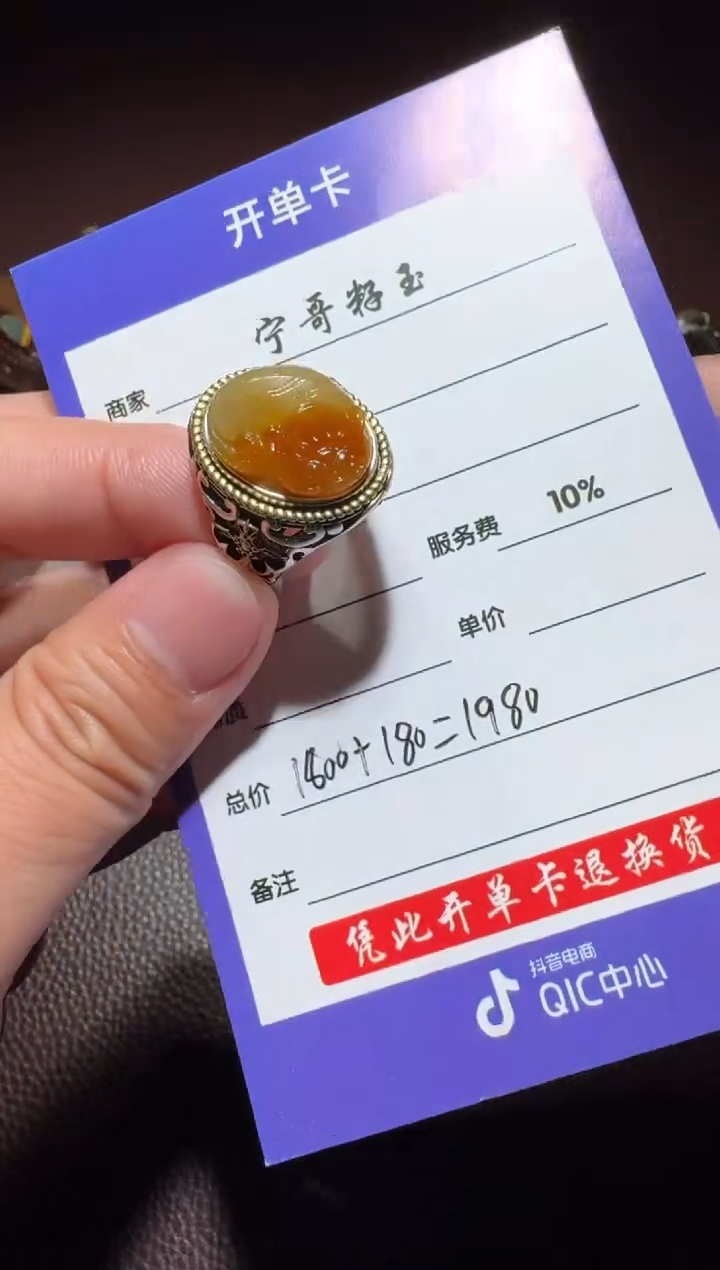 开单卡
宁哥籽玉
商家
服务费 10%
单价
总价 1800+180=1980
备注
凭此开单卡退换货
抖音电商
QIC中心